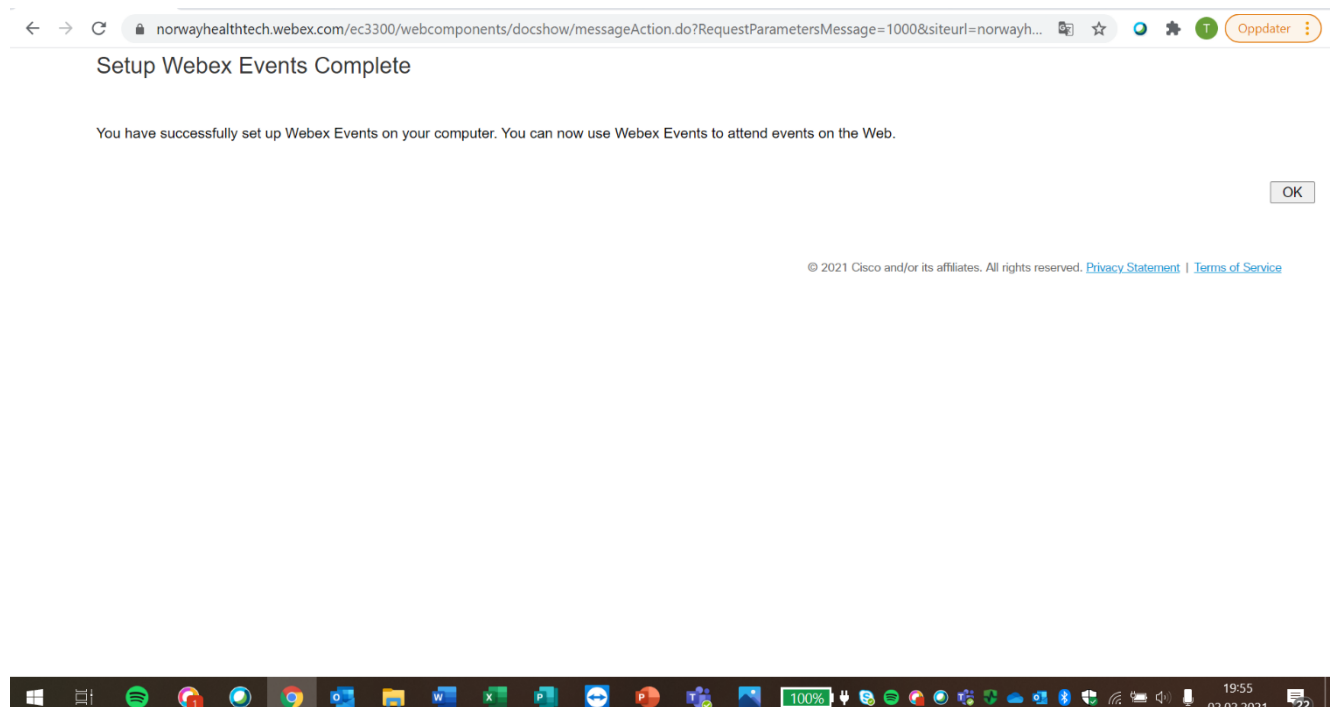 norwayhealthtech.webex.com/ec3300/webcomponents/docshow/messageAction.do?RequestParametersMessage=1000&siteurl=norwayh...
T
Oppdater
Setup Webex Events Complete
You have successfully set up Webex Events on your computer. You can now use Webex Events to attend events on the Web.
OK
© 2021 Cisco and/or its affiliates. All rights reserved. Privacy Statement | Terms of Service
100%
19:55
22